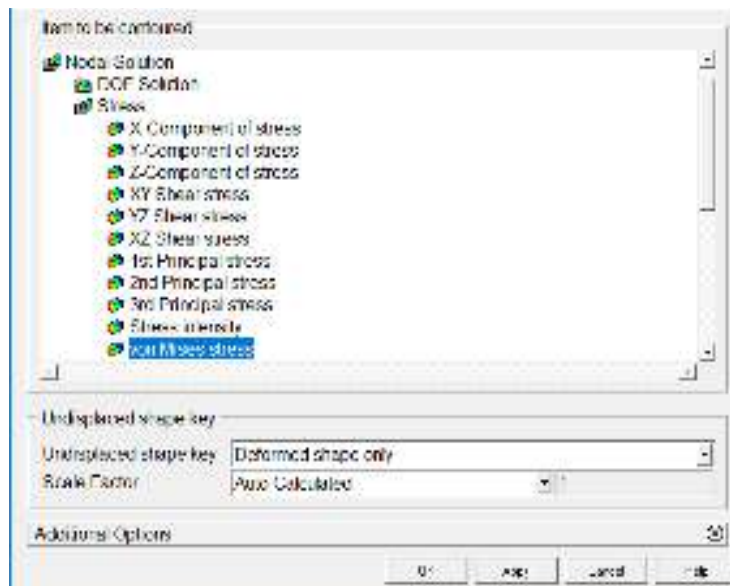 Item to be contoured
Nodal Solution
DOF Solution
Stress
X-Component of stress
Y-Component of stress
Z-Component of stress
XY Shear stress
YZ Shear stress
XZ Shear stress
1st Principal stress
2nd Principal stress
3rd Principal stress
Stress intensity
von Mises stress
Undisplaced shape key
Undisplaced shape key Deformed shape only
Scale Factor Auto Calculated
Additional Options
OK Apply Cancel Help